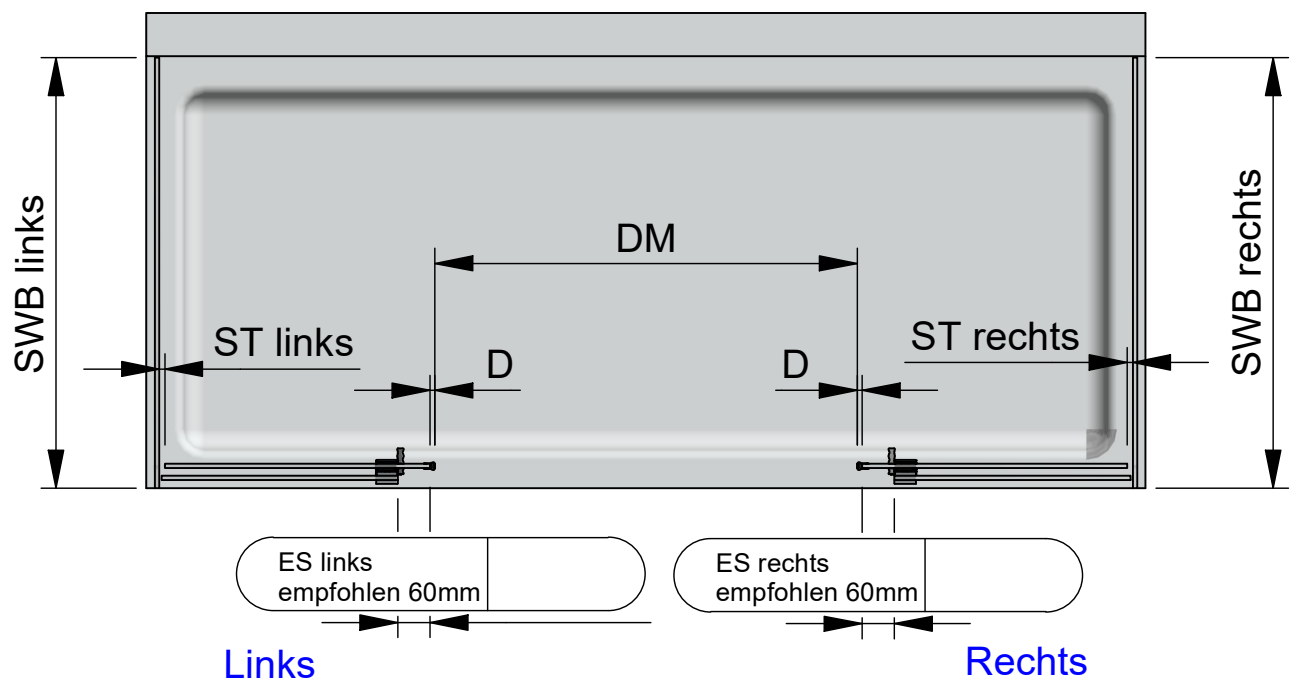 SWB links
DM
SWB rechts
ST links
D
D
ST rechts
ES links
empfohlen 60mm
ES rechts
empfohlen 60mm
Links
Rechts